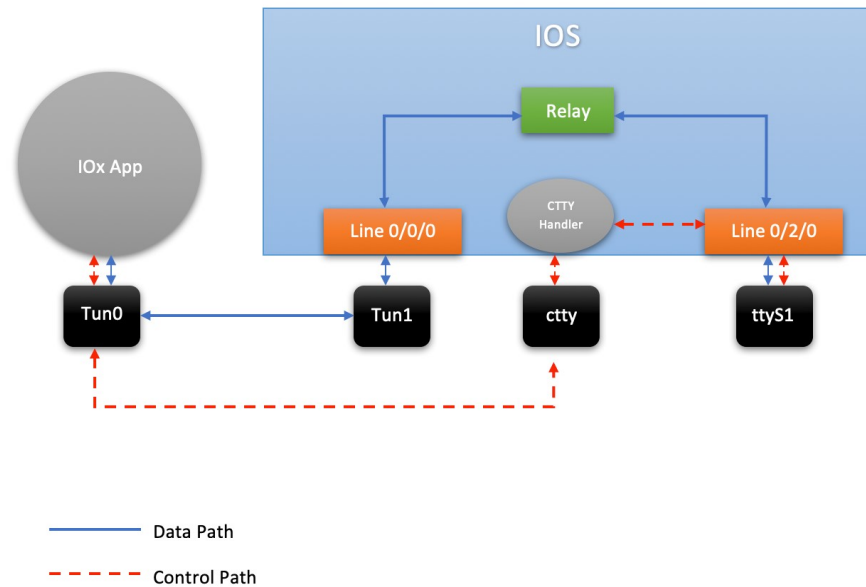 IOS
Relay
IOx App
CTTY
Handler
Line 0/0/0
Line 0/2/0
Tun0
Tun1
ctty
ttyS1
Data Path
Control Path